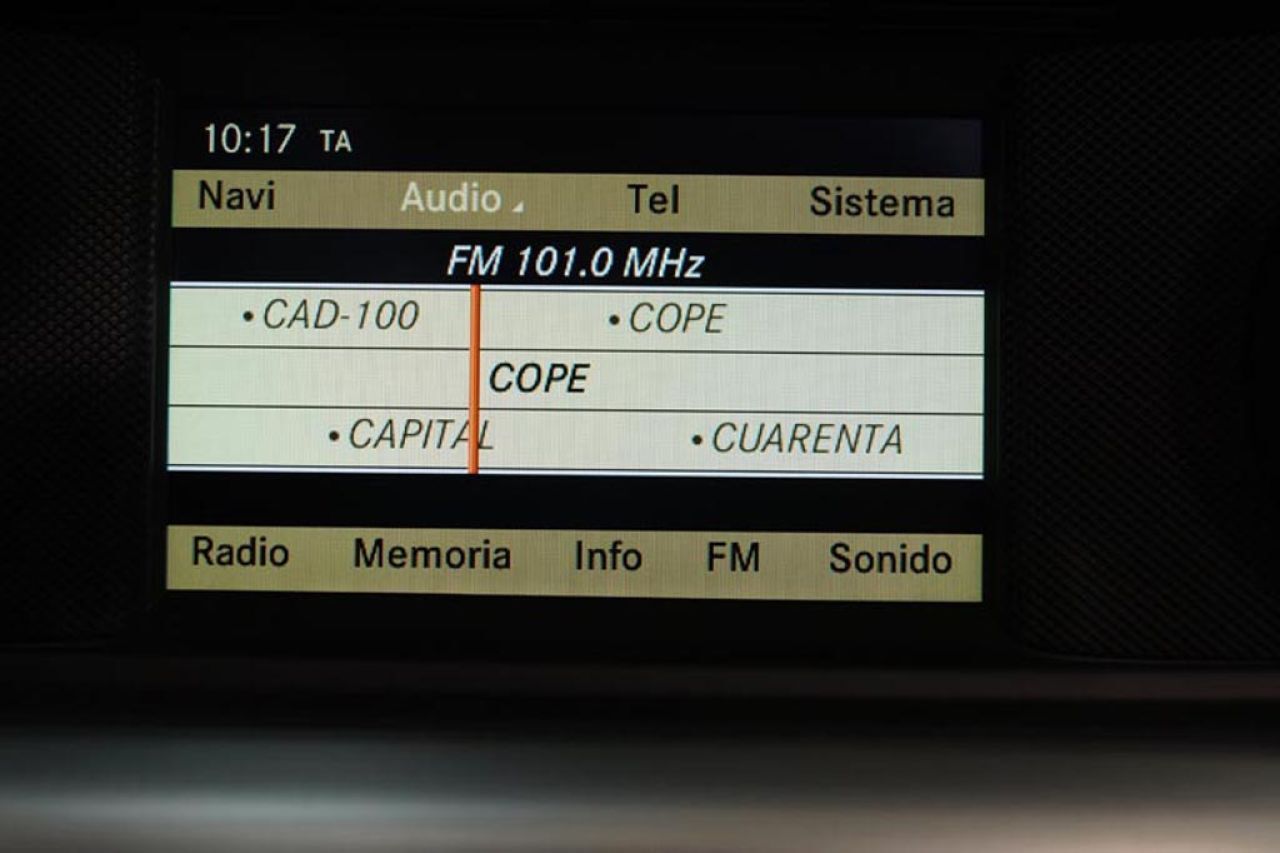 10:17 TA
Navi Audio Tel Sistema
FM 101.0 MHz
•CAD-100 •COPE
COPE
•CAPITAL •CUARENTA
Radio Memoria Info FM Sonido